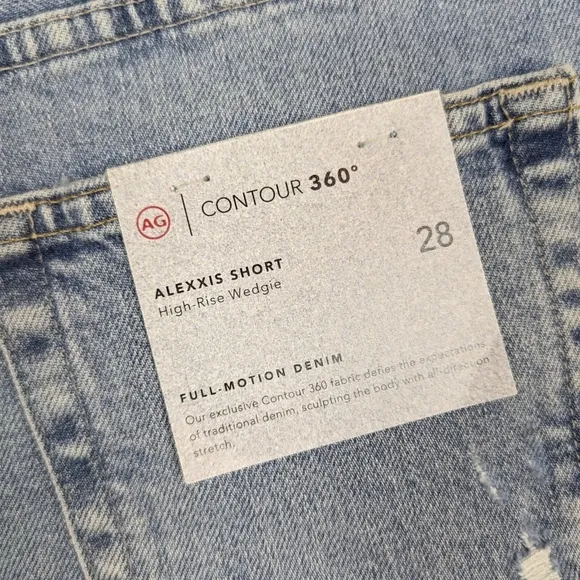 AG | CONTOUR 360°
28
ALEXXIS SHORT
High-Rise Wedgie
FULL-MOTION DENIM
Our exclusive Contour 360 fabric defies the expectations
of traditional denim, sculpting the body with all-direction
stretch.